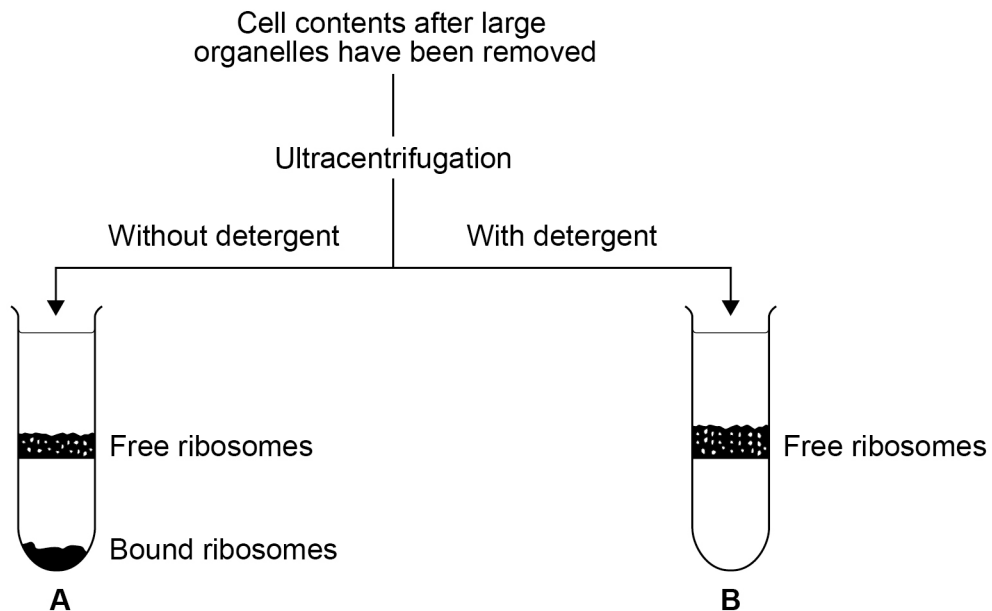 Cell contents after large
organelles have been removed
Ultracentrifugation
Without detergent
With detergent
Free ribosomes
Free ribosomes
Bound ribosomes
A
B